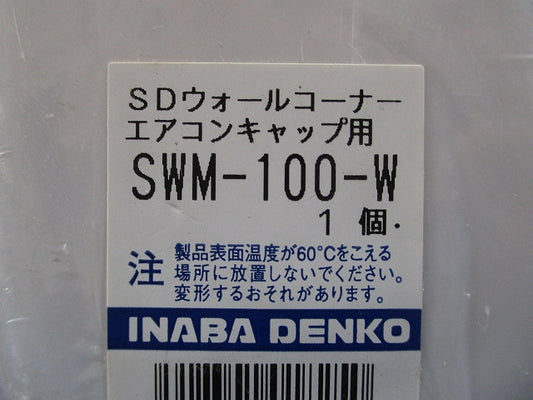 SDウォールコーナー
エアコンキャップ用
SWM-100-W
1個.
注 製品表面温度が60℃をこえる
場所に放置しないでください。
変形するおそれがあります。
INABA DENKO